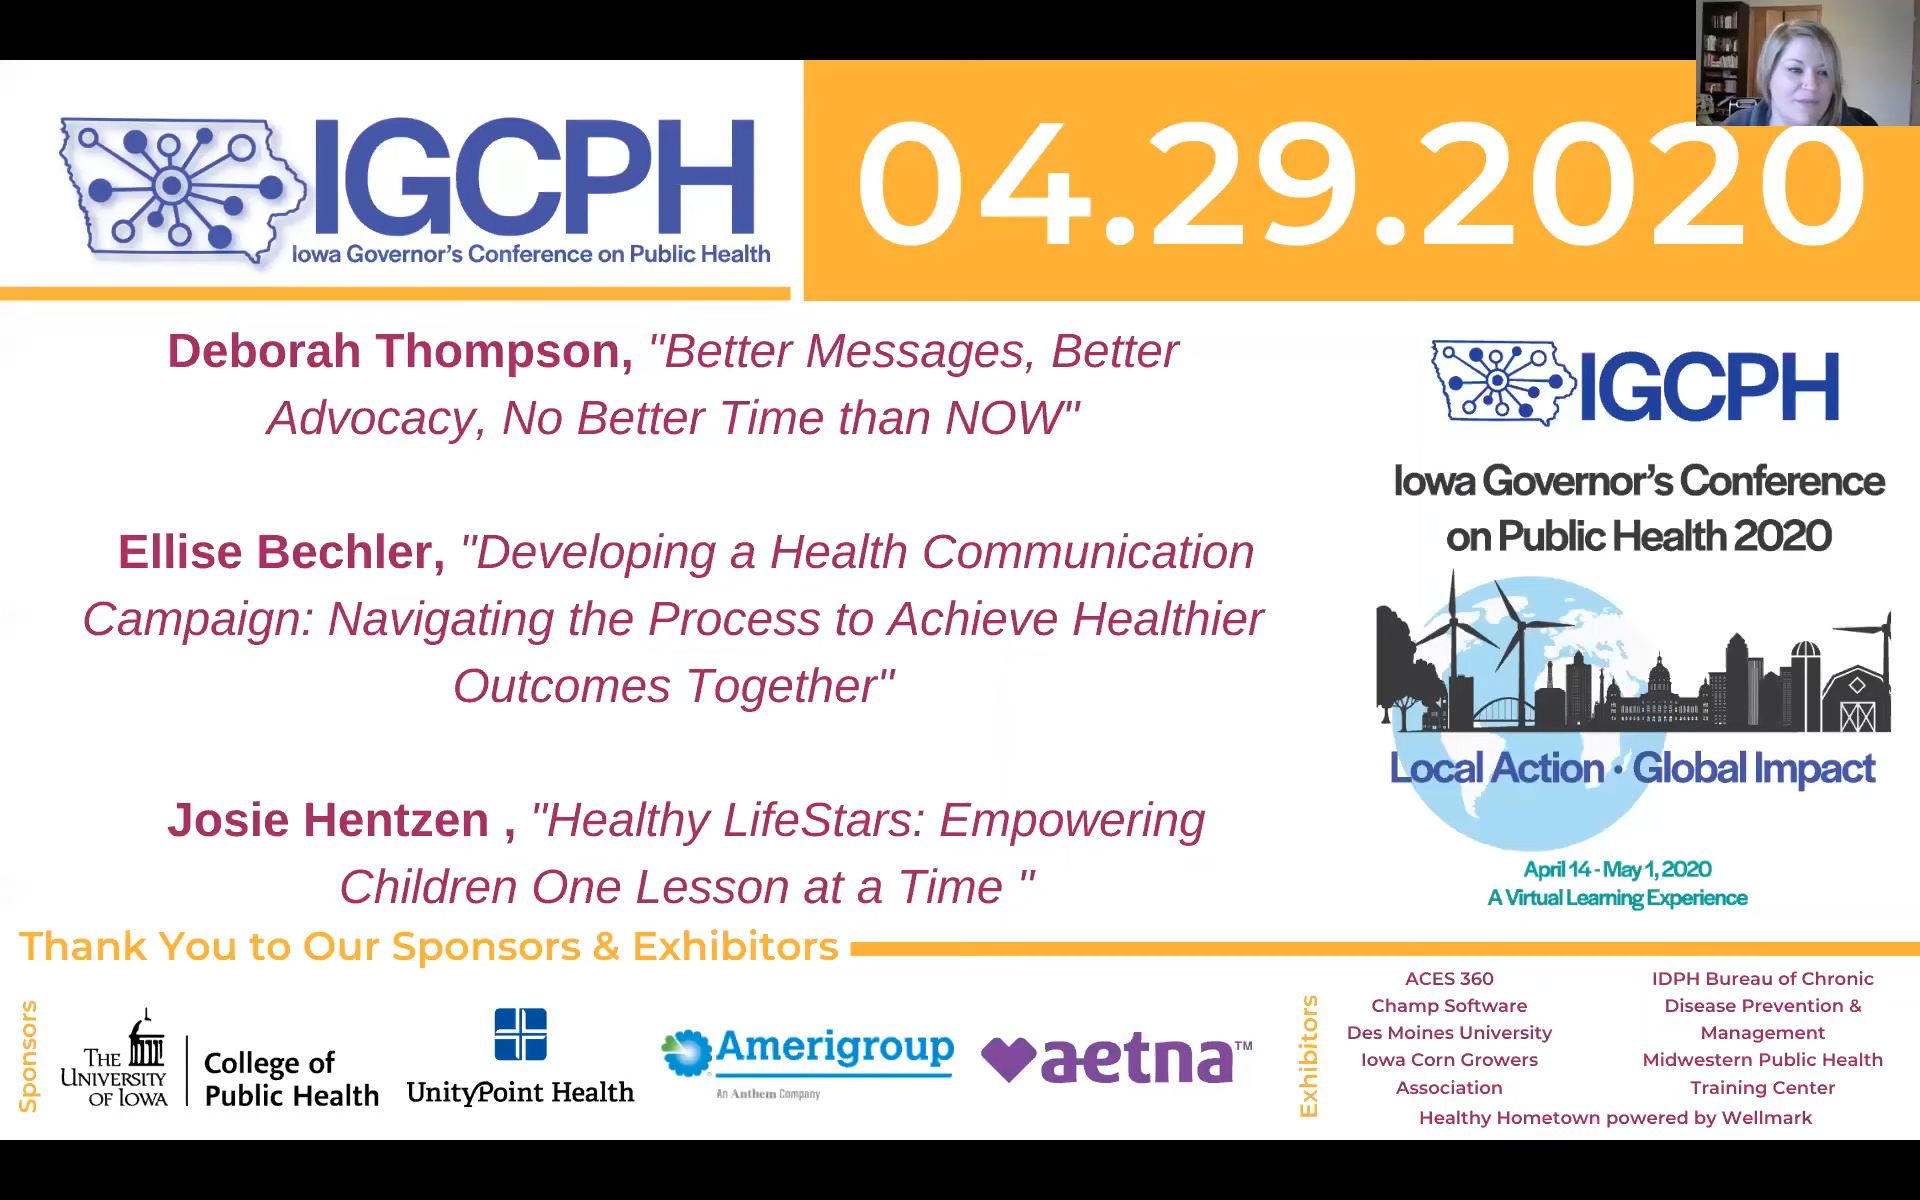 IGCPH
Iowa Governor's Conference on Public Health
04.29.2020
Deborah Thompson, "Better Messages, Better
Advocacy, No Better Time than NOW"
Ellise Bechler, "Developing a Health Communication
Campaign: Navigating the Process to Achieve Healthier
Outcomes Together"
Josie Hentzen , "Healthy LifeStars: Empowering
Children One Lesson at a Time "
IGCPH
Iowa Governor's Conference
on Public Health 2020
Local Action · Global Impact
April 14 - May 1, 2020
A Virtual Learning Experience
Thank You to Our Sponsors & Exhibitors
Sponsors
THE
UNIVERSITY
OF IOWA
College of
Public Health
UnityPoint Health
Amerigroup
An Anthem Company
aetna™
Exhibitors
ACES 360
Champ Software
Des Moines University
Iowa Corn Growers
Association
IDPH Bureau of Chronic
Disease Prevention &
Management
Midwestern Public Health
Training Center
Healthy Hometown powered by Wellmark